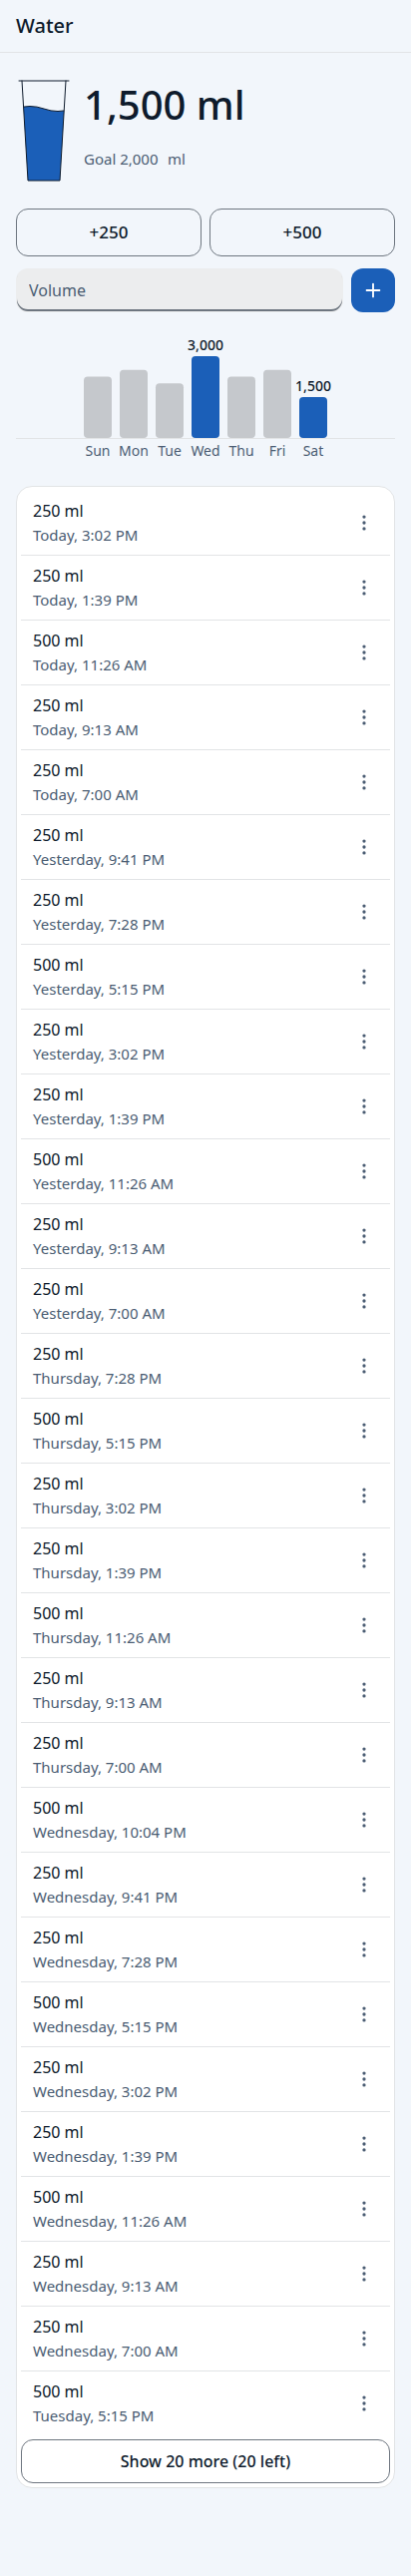 Water
1,500 ml
Goal 2,000 ml
+250
+500
Volume
3,000
1,500
Sun Mon Tue Wed Thu Fri Sat
250 ml
Today, 3:02 PM
250 ml
Today, 1:39 PM
500 ml
Today, 11:26 AM
250 ml
Today, 9:13 AM
250 ml
Today, 7:00 AM
250 ml
Yesterday, 9:41 PM
250 ml
Yesterday, 7:28 PM
500 ml
Yesterday, 5:15 PM
250 ml
Yesterday, 3:02 PM
250 ml
Yesterday, 1:39 PM
500 ml
Yesterday, 11:26 AM
250 ml
Yesterday, 9:13 AM
250 ml
Yesterday, 7:00 AM
250 ml
Thursday, 7:28 PM
500 ml
Thursday, 5:15 PM
250 ml
Thursday, 3:02 PM
250 ml
Thursday, 1:39 PM
500 ml
Thursday, 11:26 AM
250 ml
Thursday, 9:13 AM
250 ml
Thursday, 7:00 AM
500 ml
Wednesday, 10:04 PM
250 ml
Wednesday, 9:41 PM
250 ml
Wednesday, 7:28 PM
500 ml
Wednesday, 5:15 PM
250 ml
Wednesday, 3:02 PM
250 ml
Wednesday, 1:39 PM
500 ml
Wednesday, 11:26 AM
250 ml
Wednesday, 9:13 AM
250 ml
Wednesday, 7:00 AM
500 ml
Tuesday, 5:15 PM
Show 20 more (20 left)